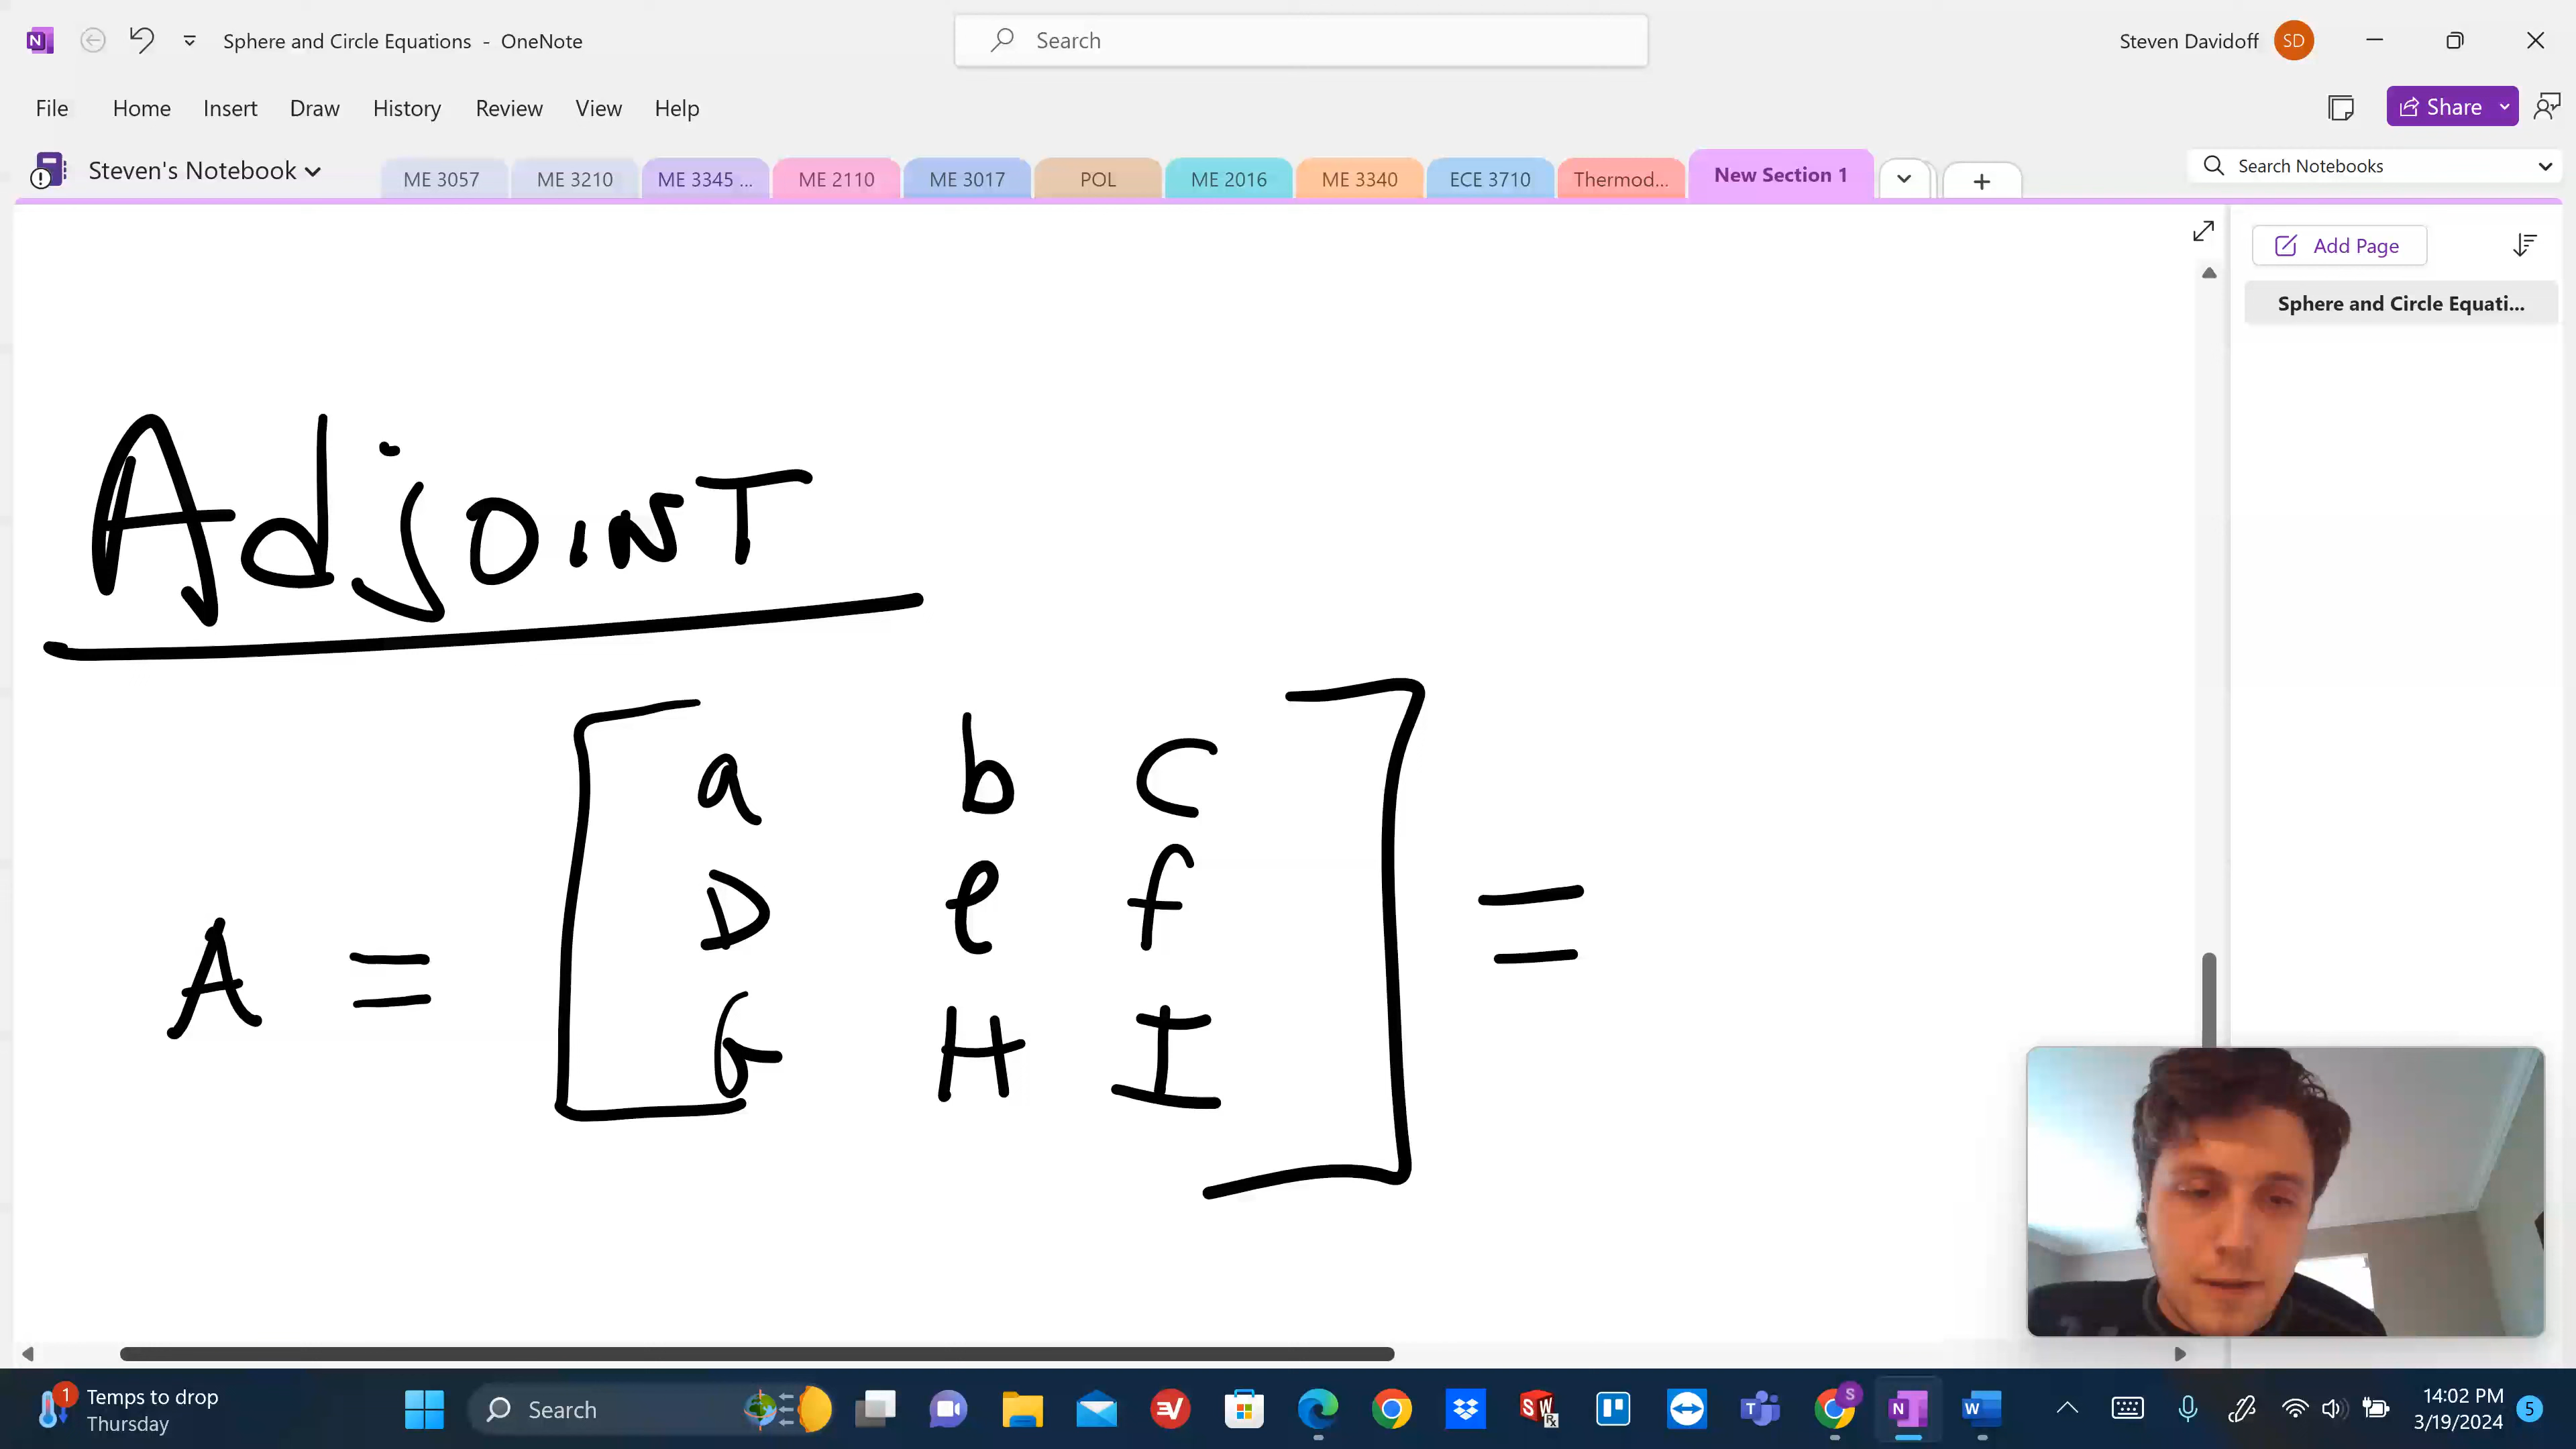 Sphere and Circle Equations - OneNote
Search
Steven Davidoff SD
File Home Insert Draw History Review View Help
Share
Steven's Notebook
ME 3057 ME 3210 ME 3345 ... ME 2110 ME 3017 POL ME 2016 ME 3340 ECE 3710 Thermod... New Section 1
Search Notebooks
Add Page
Sphere and Circle Equati...
AdjoiNT
a b c
D e f
A = =
G H I
1 Temps to drop
Thursday
Search
14:02 PM
3/19/2024
5